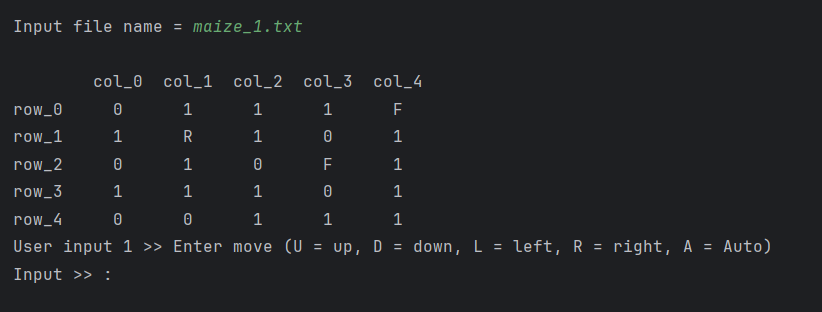 Input file name = maize_1.txt
col_0 col_1 col_2 col_3 col_4
row_0 0 1 1 1 F
row_1 1 R 1 0 1
row_2 0 1 0 F 1
row_3 1 1 1 0 1
row_4 0 0 1 1 1
User input 1 >> Enter move (U = up, D = down, L = left, R = right, A = Auto)
Input >> :